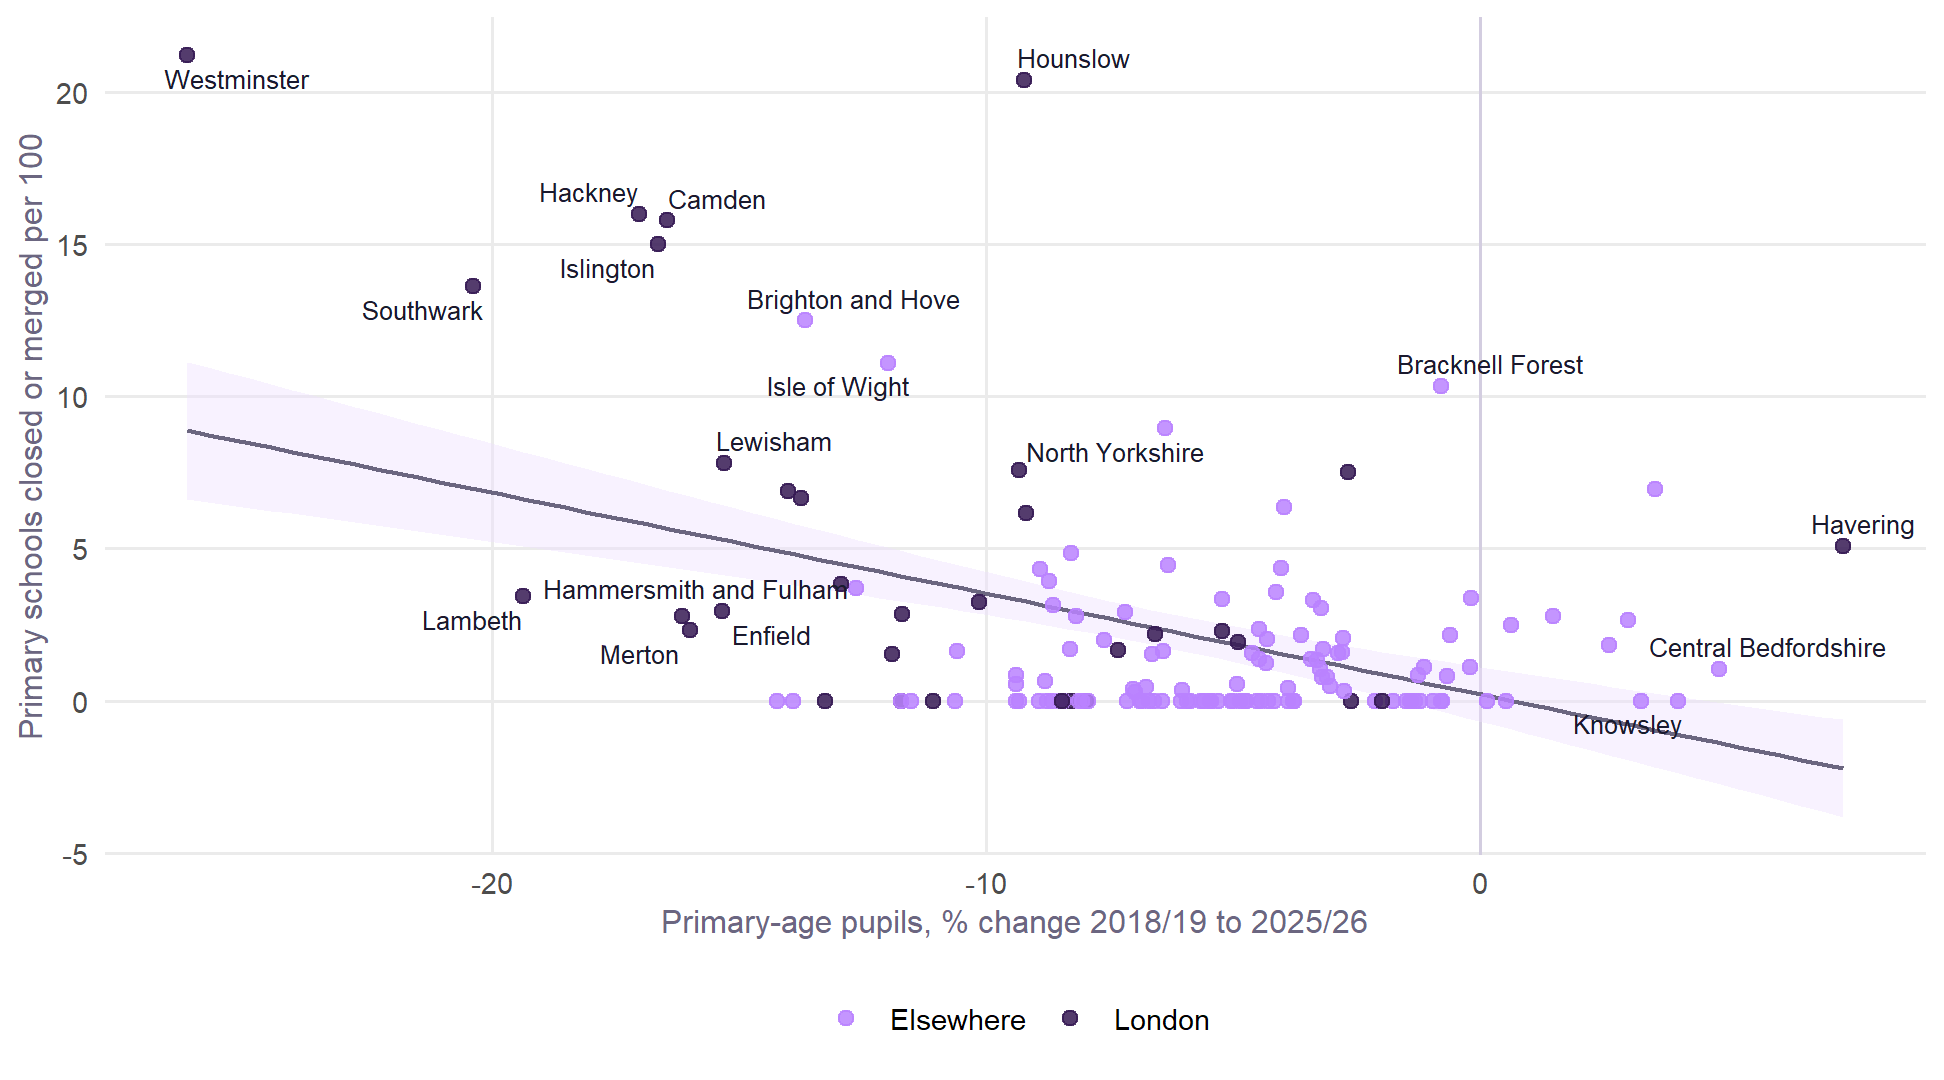 Hounslow
Westminster
20
Hackney
Camden
15
Islington
Southwark
Brighton and Hove
Bracknell Forest
Isle of Wight
10
Lewisham
North Yorkshire
Havering
5
Hammersmith and Fulham
Lambeth
Enfield
Merton
Central Bedfordshire
0
Knowsley
-5
Primary schools closed or merged per 100
-20
-10
0
Primary-age pupils, % change 2018/19 to 2025/26
Elsewhere
London